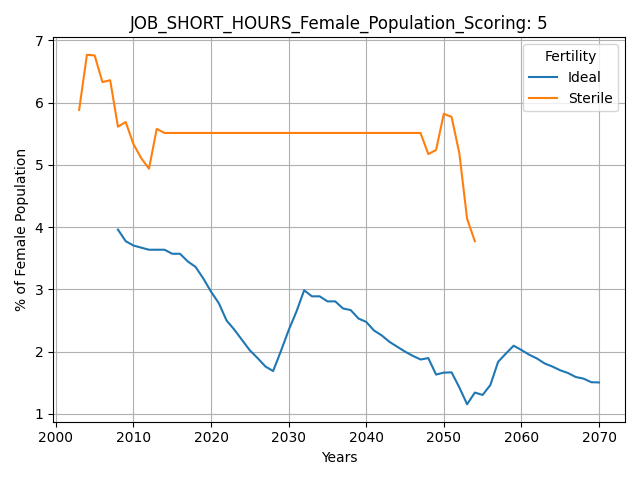 JOB_SHORT_HOURS_Female_Population_Scoring: 5
Fertility
Ideal
Sterile
% of Female Population
7
6
5
4
3
2
1
2000 2010 2020 2030 2040 2050 2060 2070
Years